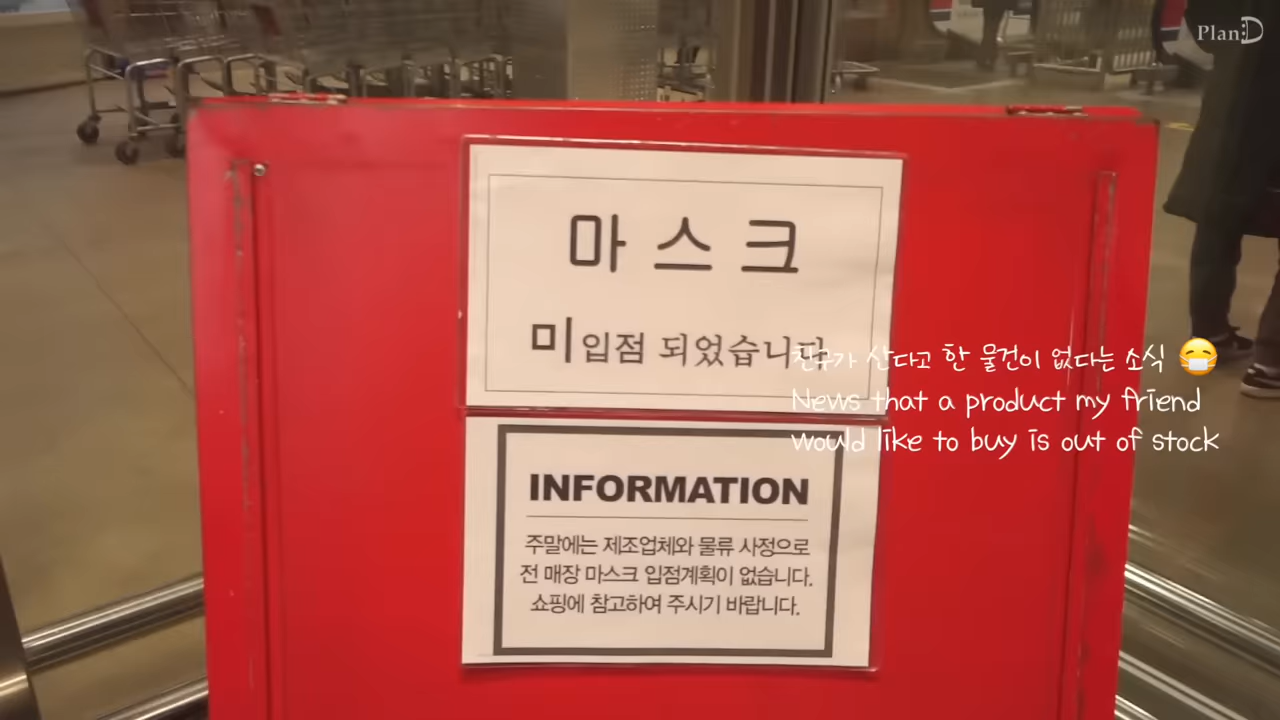 Plan:D
마스크
미입점 되었습니다
친구가 산다고 한 물건이 없다는 소식 😷
News that a product my friend
would like to buy is out of stock
INFORMATION
주말에는 제조업체와 물류 사정으로
전 매장 마스크 입점계획이 없습니다.
쇼핑에 참고하여 주시기 바랍니다.